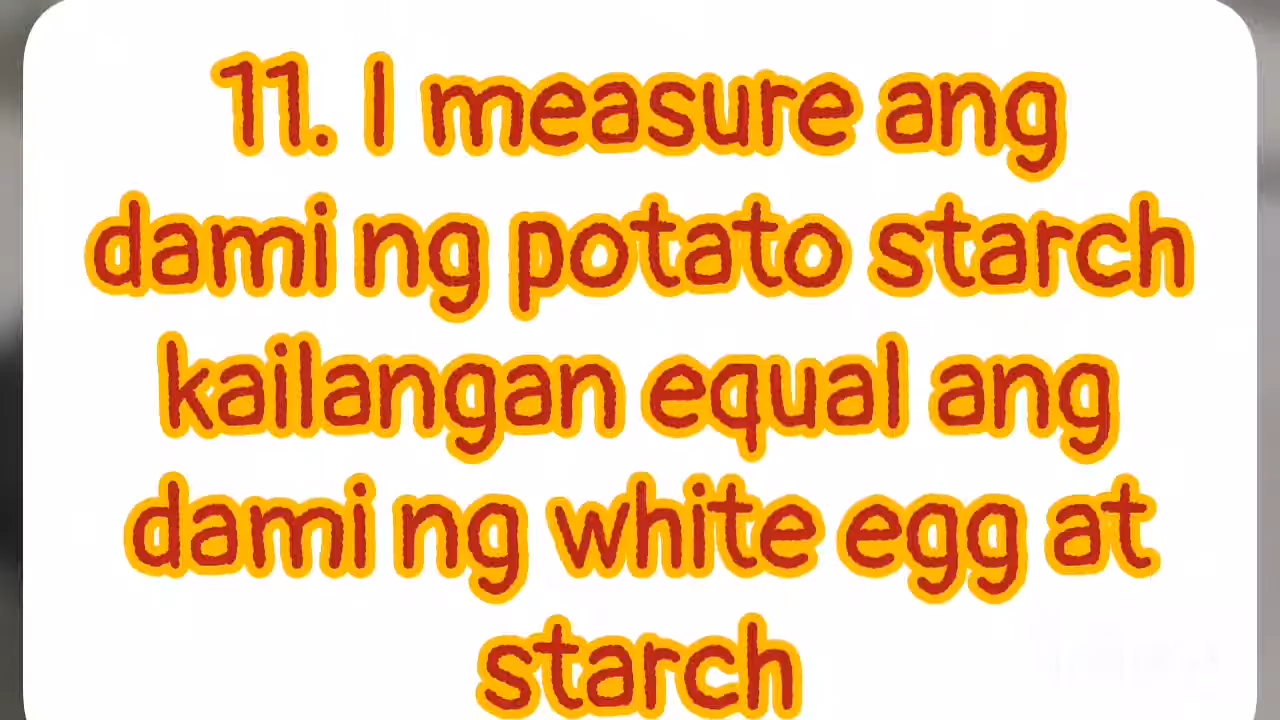 11. I measure ang
dami ng potato starch
kailangan equal ang
dami ng white egg at
starch